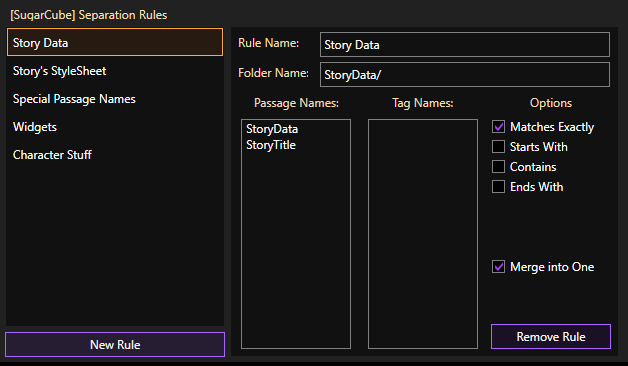 [SugarCube] Separation Rules
Story Data
Story's StyleSheet
Special Passage Names
Widgets
Character Stuff
New Rule
Rule Name: Story Data
Folder Name: StoryData/
Passage Names: Tag Names: Options
StoryData
StoryTitle
Matches Exactly
Starts With
Contains
Ends With
Merge into One
Remove Rule